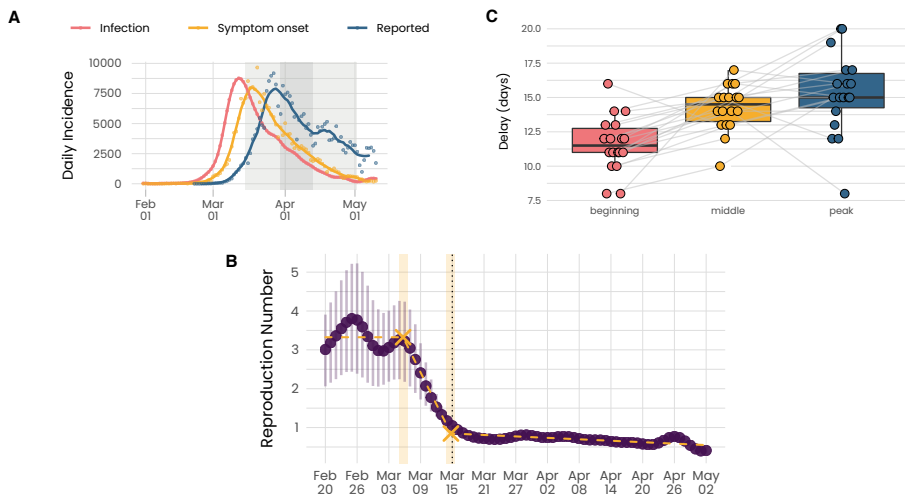 A
Infection
Symptom onset
Reported
Daily Incidence
10000
7500
5000
2500
0
Feb 01
Mar 01
Apr 01
May 01
C
Delay (days)
20.0
17.5
15.0
12.5
10.0
7.5
beginning
middle
peak
B
Reproduction Number
5
4
3
2
1
Feb Feb Mar Mar Mar Mar Mar Apr Apr Apr Apr Apr May
20 26 03 09 15 21 27 02 08 14 20 26 02